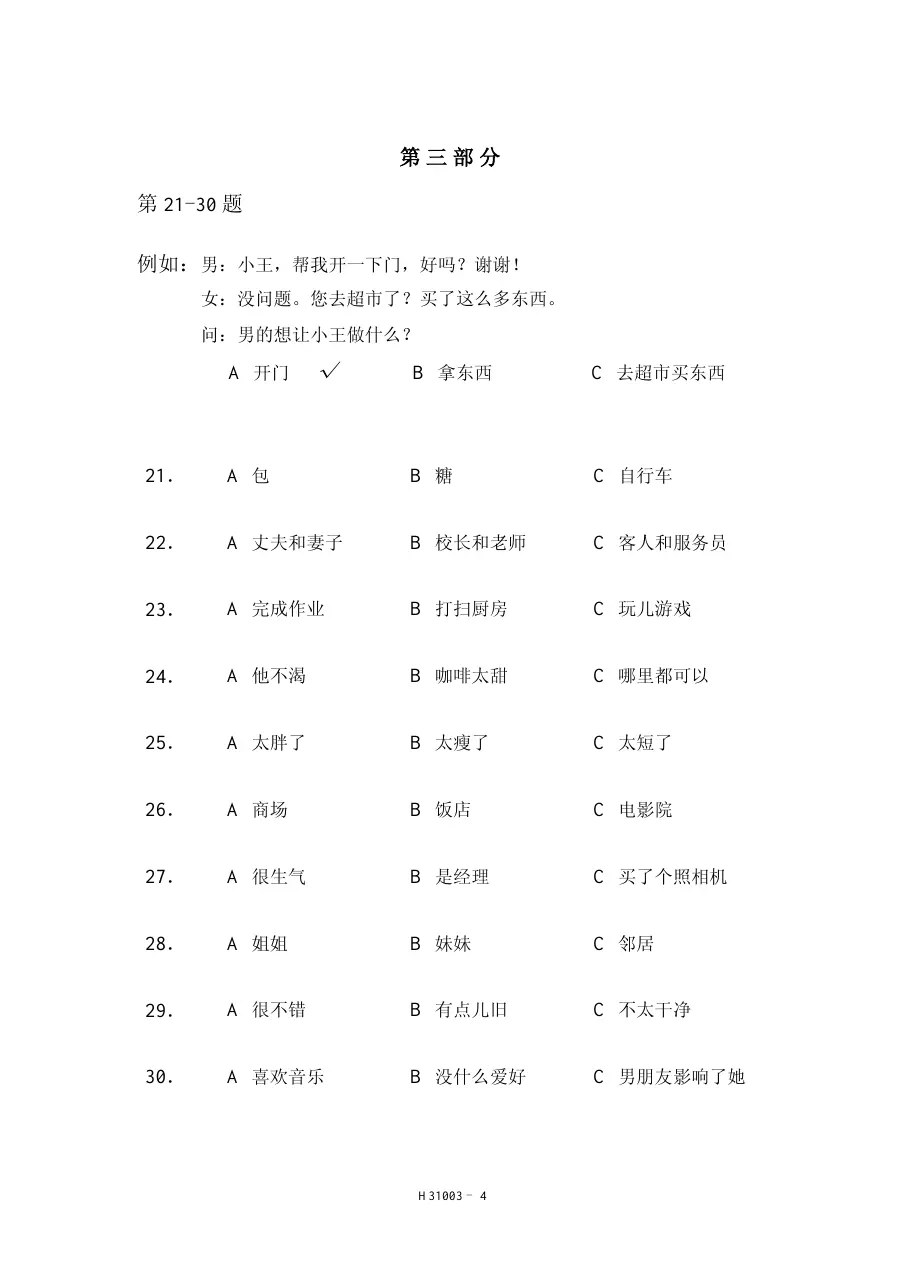 第三部分
第 21-30 题
例如：男：小王，帮我开一下门，好吗？谢谢！
女：没问题。您去超市了？买了这么多东西。
问：男的想让小王做什么？
A 开门 √ B 拿东西 C 去超市买东西
21. A 包 B 糖 C 自行车
22. A 丈夫和妻子 B 校长和老师 C 客人和服务员
23. A 完成作业 B 打扫厨房 C 玩儿游戏
24. A 他不渴 B 咖啡太甜 C 哪里都可以
25. A 太胖了 B 太瘦了 C 太短了
26. A 商场 B 饭店 C 电影院
27. A 很生气 B 是经理 C 买了个照相机
28. A 姐姐 B 妹妹 C 邻居
29. A 很不错 B 有点儿旧 C 不太干净
30. A 喜欢音乐 B 没什么爱好 C 男朋友影响了她
H31003 - 4